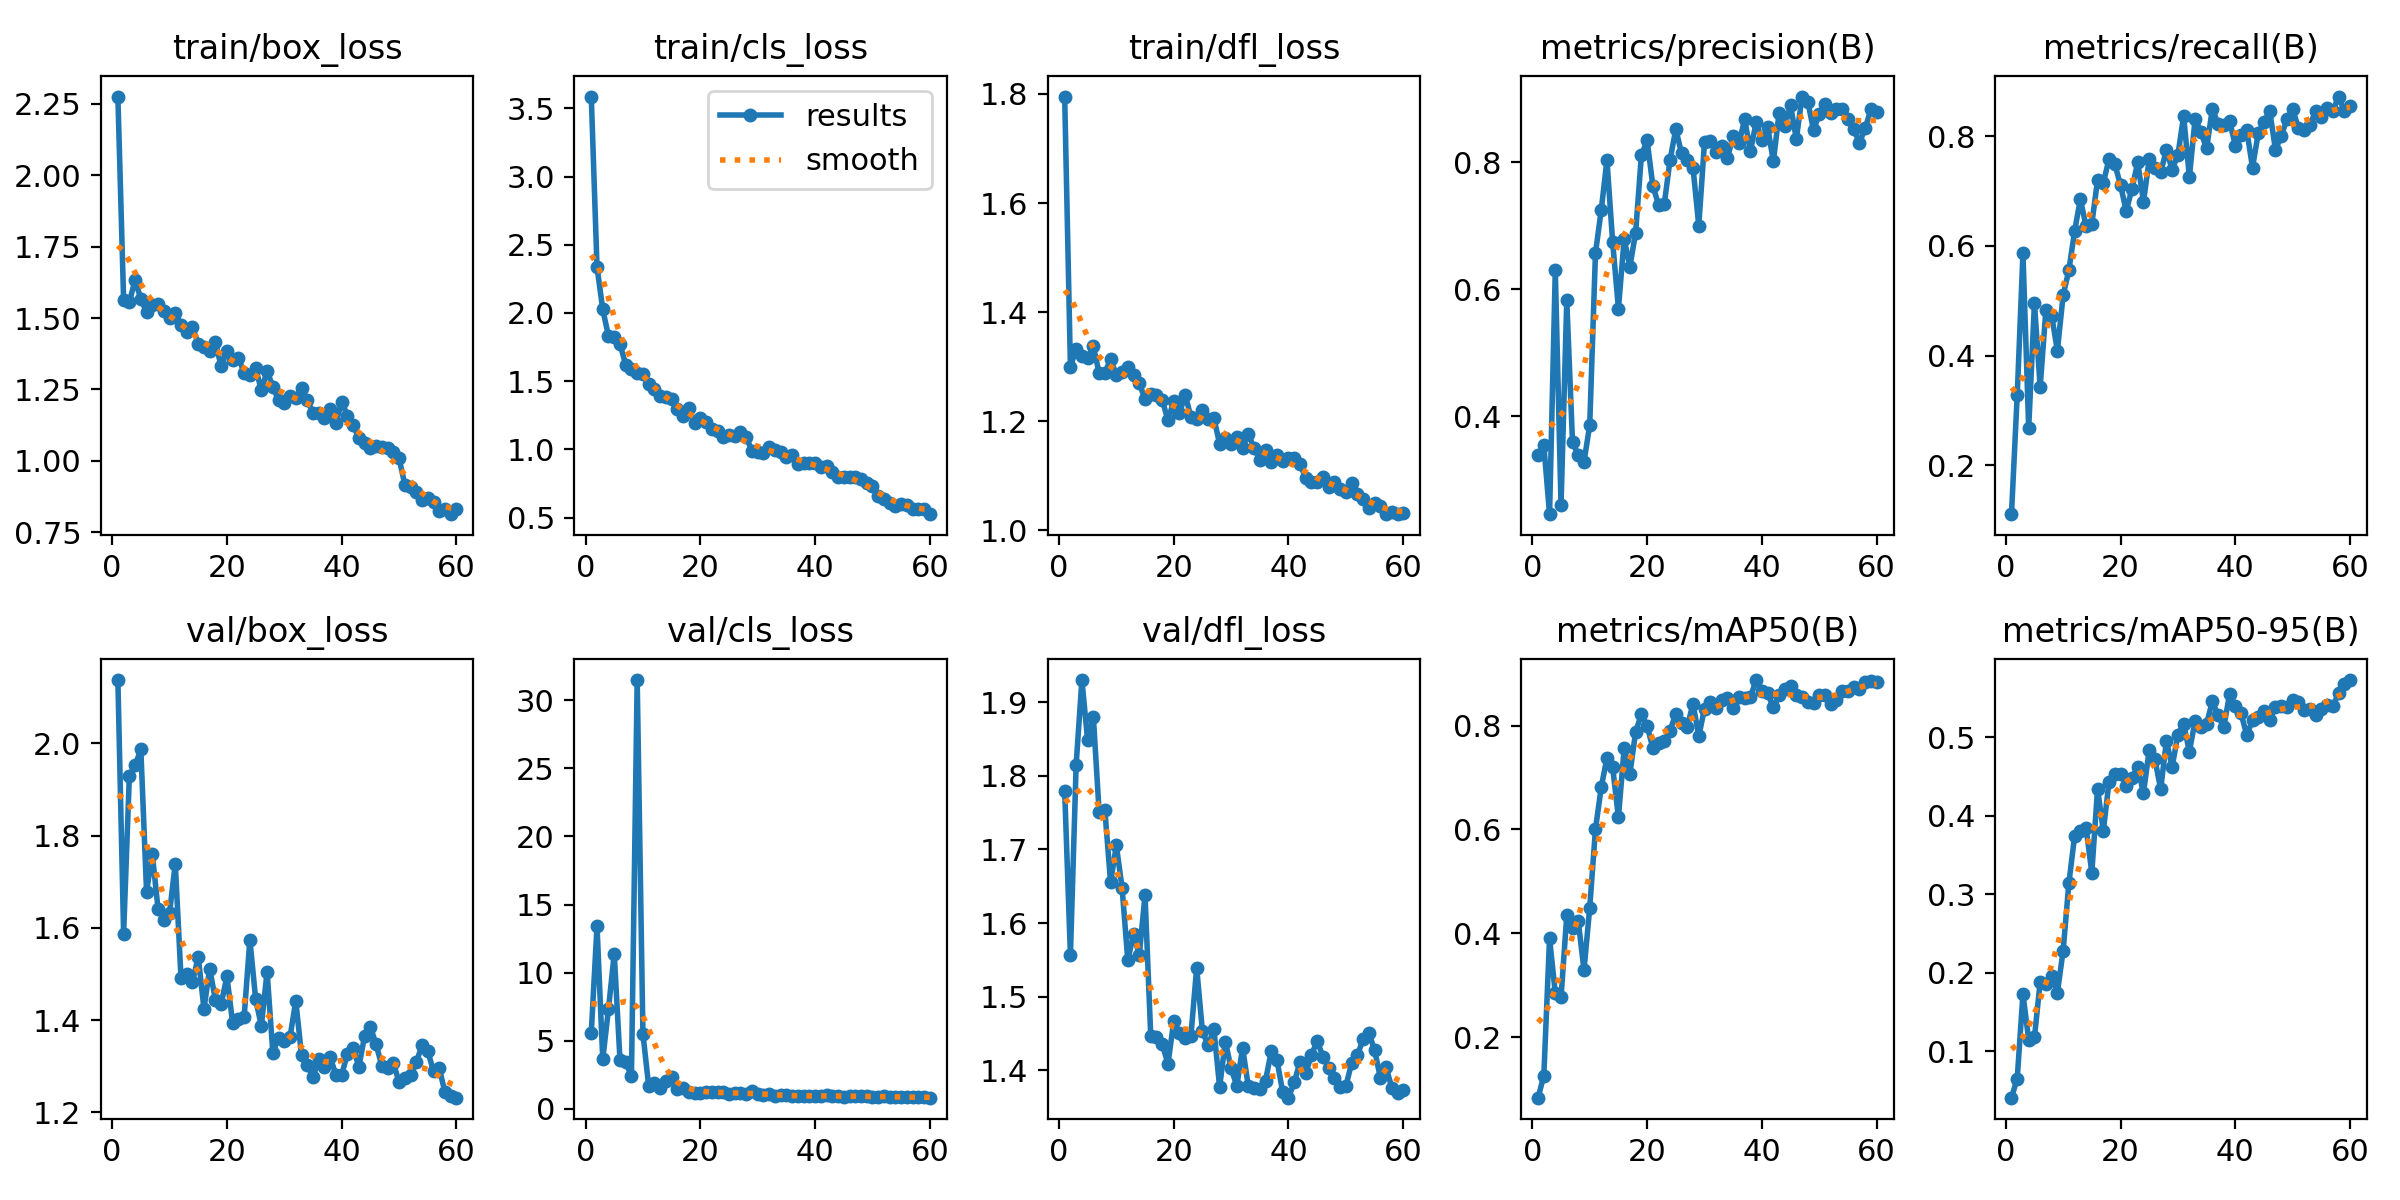 train/box_loss
2.25
2.00
1.75
1.50
1.25
1.00
0.75
0 20 40 60
train/cls_loss
results
smooth
3.5
3.0
2.5
2.0
1.5
1.0
0.5
0 20 40 60
train/dfl_loss
1.8
1.6
1.4
1.2
1.0
0 20 40 60
metrics/precision(B)
0.8
0.6
0.4
0 20 40 60
metrics/recall(B)
0.8
0.6
0.4
0.2
0 20 40 60
val/box_loss
2.0
1.8
1.6
1.4
1.2
0 20 40 60
val/cls_loss
30
25
20
15
10
5
0
0 20 40 60
val/dfl_loss
1.9
1.8
1.7
1.6
1.5
1.4
0 20 40 60
metrics/mAP50(B)
0.8
0.6
0.4
0.2
0 20 40 60
metrics/mAP50-95(B)
0.5
0.4
0.3
0.2
0.1
0 20 40 60